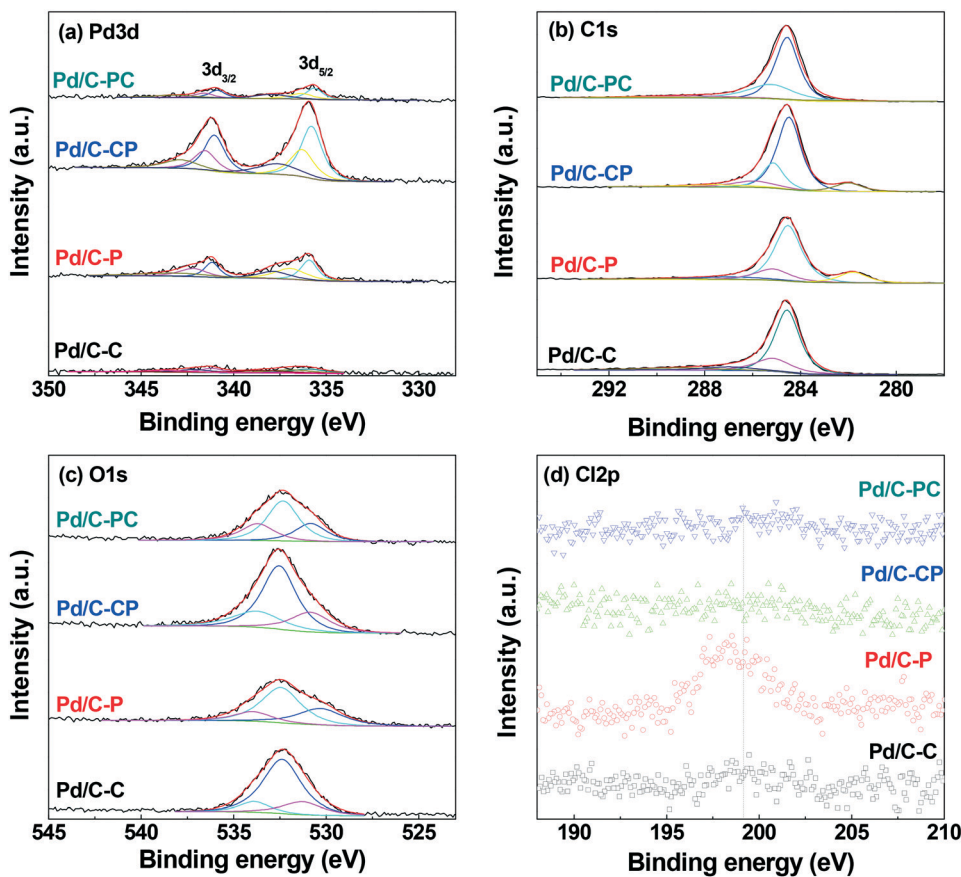 (a) Pd3d
3d3/2
3d5/2
Pd/C-PC
Pd/C-CP
Pd/C-P
Pd/C-C
350 345 340 335 330
Binding energy (eV)
Intensity (a.u.)
(b) C1s
Pd/C-PC
Pd/C-CP
Pd/C-P
Pd/C-C
292 288 284 280
Binding energy (eV)
Intensity (a.u.)
(c) O1s
Pd/C-PC
Pd/C-CP
Pd/C-P
Pd/C-C
545 540 535 530 525
Binding energy (eV)
Intensity (a.u.)
(d) Cl2p
Pd/C-PC
Pd/C-CP
Pd/C-P
Pd/C-C
190 195 200 205 210
Binding energy (eV)
Intensity (a.u.)